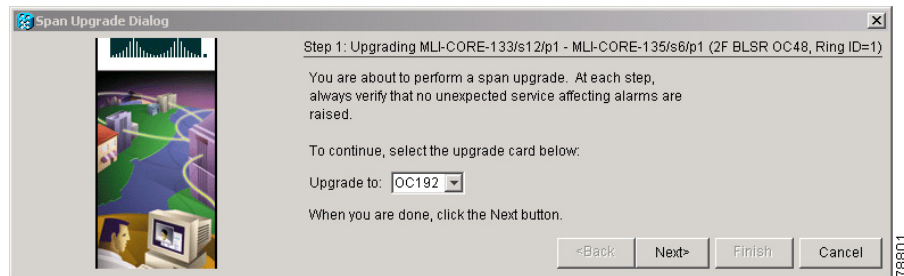 Span Upgrade Dialog
Step 1: Upgrading MLI-CORE-133/s12/p1 - MLI-CORE-135/s6/p1 (2F BLSR OC48, Ring ID=1)
You are about to perform a span upgrade. At each step,
always verify that no unexpected service affecting alarms are
raised.
To continue, select the upgrade card below:
Upgrade to: OC192
When you are done, click the Next button.
<Back Next> Finish Cancel
78801